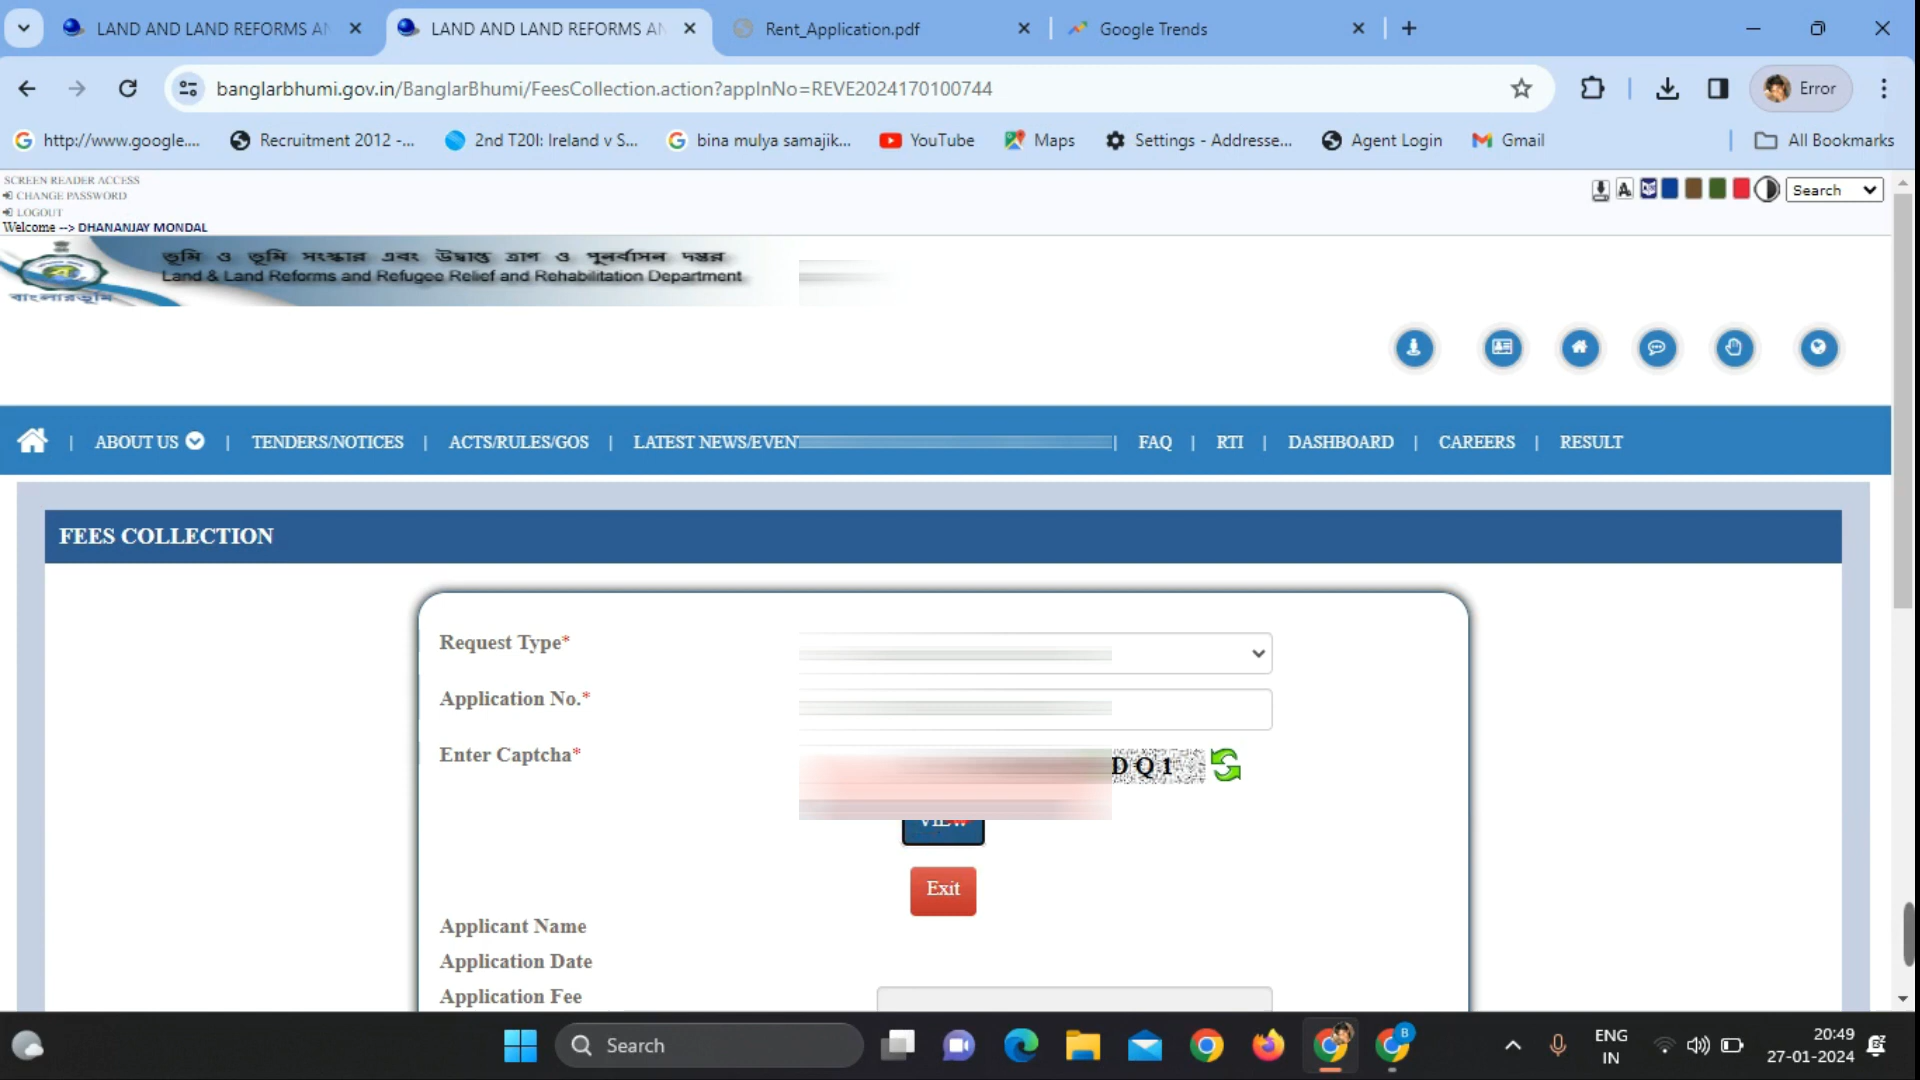 LAND AND LAND REFORMS AN
LAND AND LAND REFORMS AN
Rent_Application.pdf
Google Trends
banglarbhumi.gov.in/BanglarBhumi/FeesCollection.action?appInNo=REVE2024170100744
Error
http://www.google....
Recruitment 2012 -...
2nd T20I: Ireland v S...
bina mulya samajik...
YouTube
Maps
Settings - Addresse...
Agent Login
Gmail
All Bookmarks
SCREEN READER ACCESS
CHANGE PASSWORD
LOGOUT
Welcome --> DHANANJAY MONDAL
Search
ভূমি ও ভূমি সংস্কার এবং উদ্বাস্তু ত্রাণ ও পুনর্বাসন দপ্তর
Land & Land Reforms and Refugee Relief and Rehabilitation Department
বাংলারভূমি
ABOUT US | TENDERS/NOTICES | ACTS/RULES/GOS | LATEST NEWS/EVEN | FAQ | RTI | DASHBOARD | CAREERS | RESULT
FEES COLLECTION
Request Type*
Application No.*
Enter Captcha*
DQ1
VIEW
Exit
Applicant Name
Application Date
Application Fee
Search
ENG
IN
20:49
27-01-2024